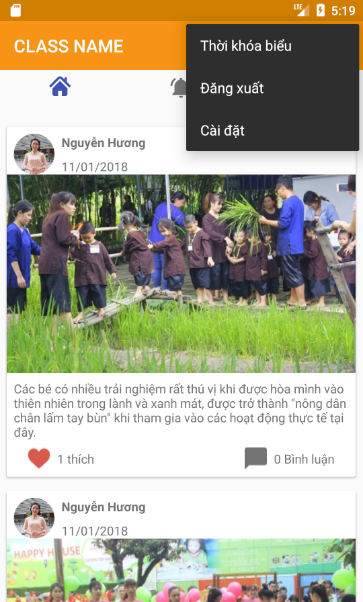 LTE 5:19
CLASS NAME
Thời khóa biểu
Đăng xuất
Cài đặt
Nguyễn Hương
11/01/2018
Các bé có nhiều trải nghiệm rất thú vị khi được hòa mình vào
thiên nhiên trong lành và xanh mát, được trở thành "nông dân
chân lấm tay bùn" khi tham gia vào các hoạt động thực tế tại
đây.
1 thích 0 Bình luận
Nguyễn Hương
11/01/2018
HAPPY HOUSE